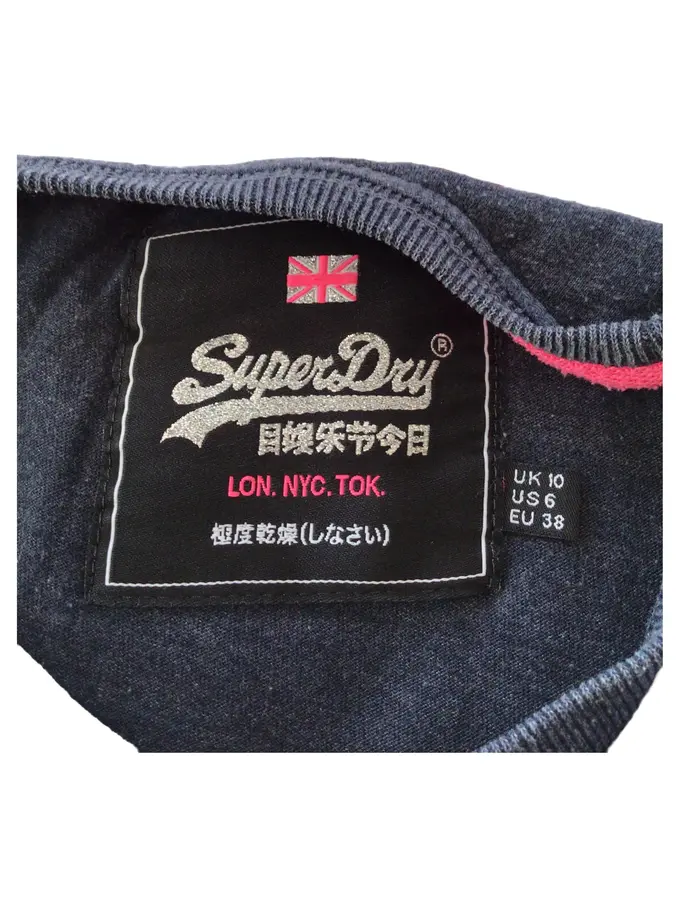 SuperDry®
目娯乐节今日
LON. NYC. TOK.
極度乾燥(しなさい)
UK 10
US 6
EU 38